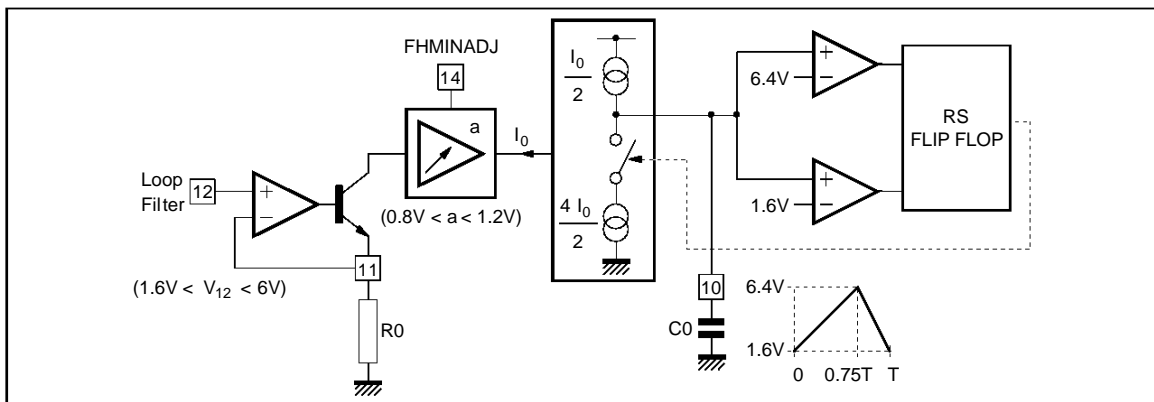 FHMINADJ
14
a
I0
I0
2
4 I0
2
Loop
Filter
12
+
−
(0.8V < a < 1.2V)
11
(1.6V < V12 < 6V)
R0
+
6.4V
−
+
1.6V
−
RS
FLIP FLOP
10
C0
6.4V
1.6V
0 0.75T T